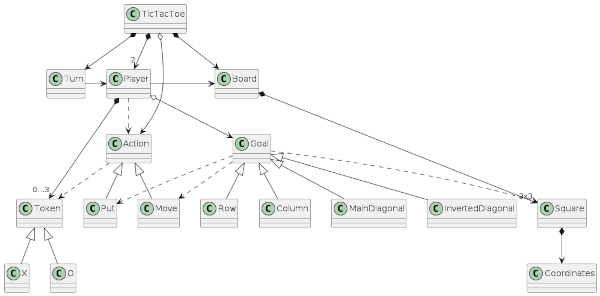 C TicTacToe
2
C Turn C Player C Board
C Action C Goal
0...3 3x3
C Token C Put C Move C Row C Column C MainDiagonal C InvertedDiagonal C Square
C X C O C Coordinates